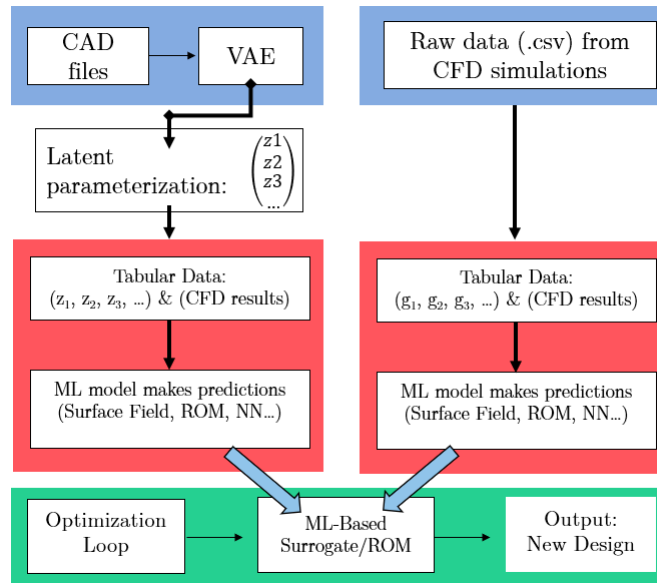 CAD
files
VAE
Raw data (.csv) from
CFD simulations
Latent
parameterization:
z1
z2
z3
...
Tabular Data:
(z₁, z₂, z₃, ...) & (CFD results)
Tabular Data:
(g₁, g₂, g₃, ...) & (CFD results)
ML model makes predictions
(Surface Field, ROM, NN...)
ML model makes predictions
(Surface Field, ROM, NN...)
Optimization
Loop
ML-Based
Surrogate/ROM
Output:
New Design